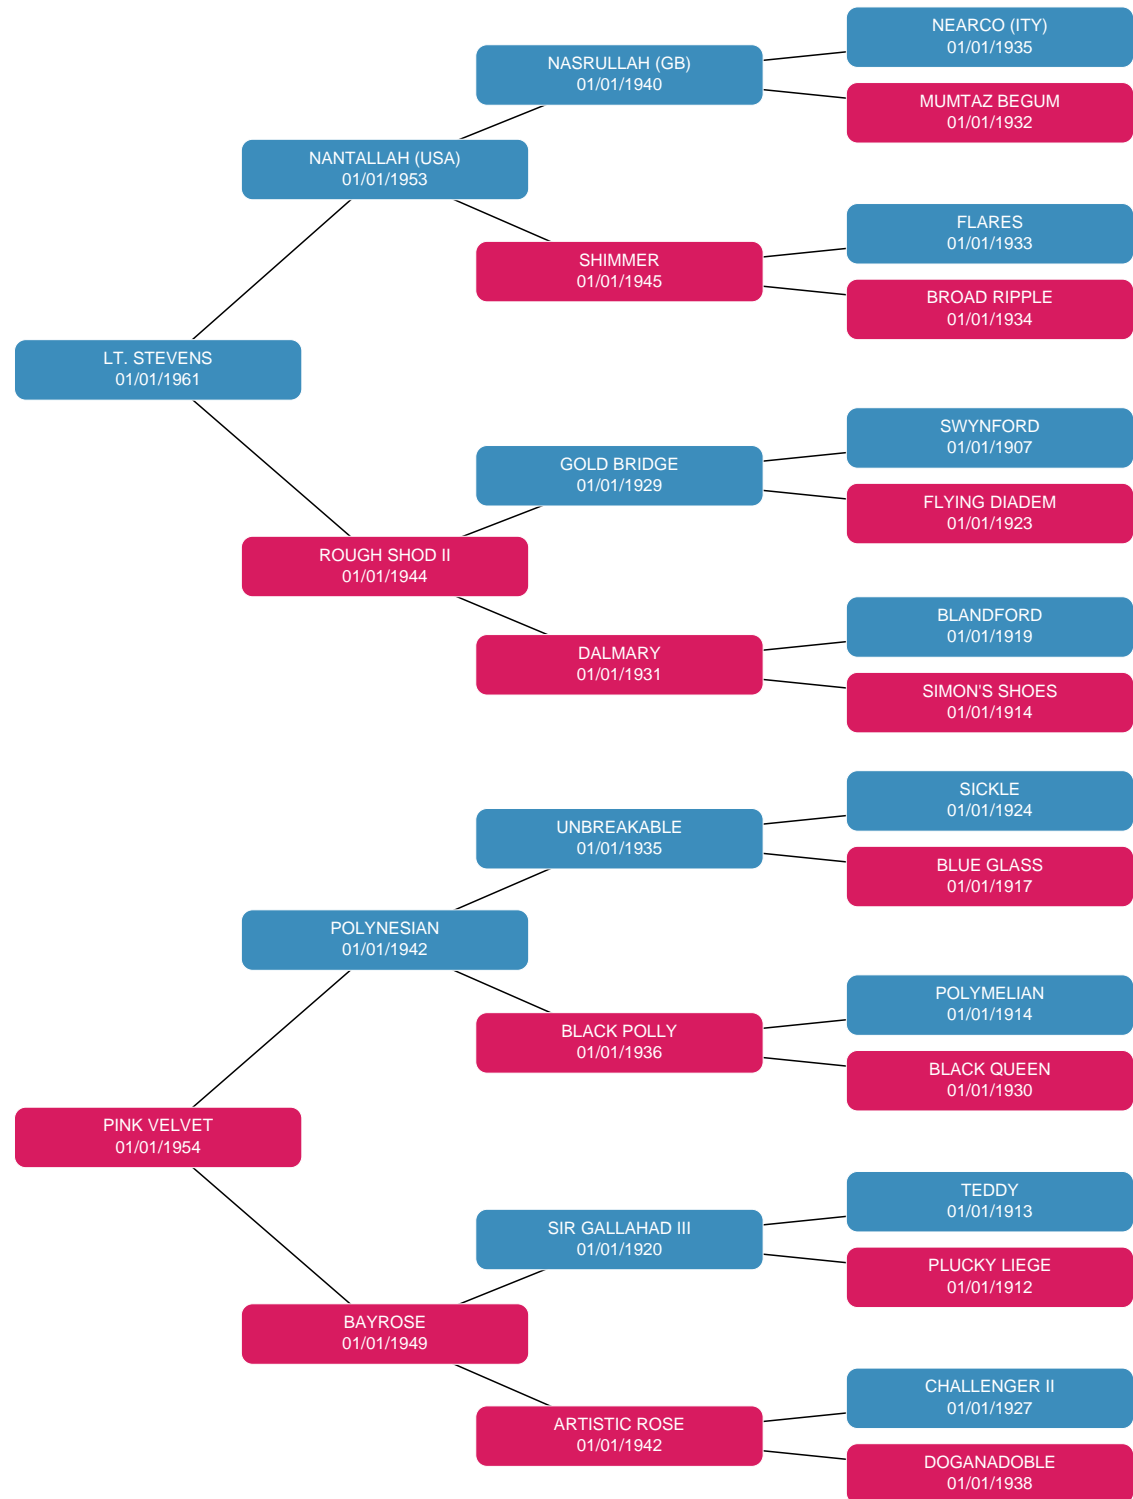 NEARCO (ITY)
01/01/1935
NASRULLAH (GB)
01/01/1940
MUMTAZ BEGUM
01/01/1932
NANTALLAH (USA)
01/01/1953
FLARES
01/01/1933
SHIMMER
01/01/1945
BROAD RIPPLE
01/01/1934
LT. STEVENS
01/01/1961
SWYNFORD
01/01/1907
GOLD BRIDGE
01/01/1929
FLYING DIADEM
01/01/1923
ROUGH SHOD II
01/01/1944
BLANDFORD
01/01/1919
DALMARY
01/01/1931
SIMON'S SHOES
01/01/1914
SICKLE
01/01/1924
UNBREAKABLE
01/01/1935
BLUE GLASS
01/01/1917
POLYNESIAN
01/01/1942
POLYMELIAN
01/01/1914
BLACK POLLY
01/01/1936
BLACK QUEEN
01/01/1930
PINK VELVET
01/01/1954
TEDDY
01/01/1913
SIR GALLAHAD III
01/01/1920
PLUCKY LIEGE
01/01/1912
BAYROSE
01/01/1949
CHALLENGER II
01/01/1927
ARTISTIC ROSE
01/01/1942
DOGANADOBLE
01/01/1938